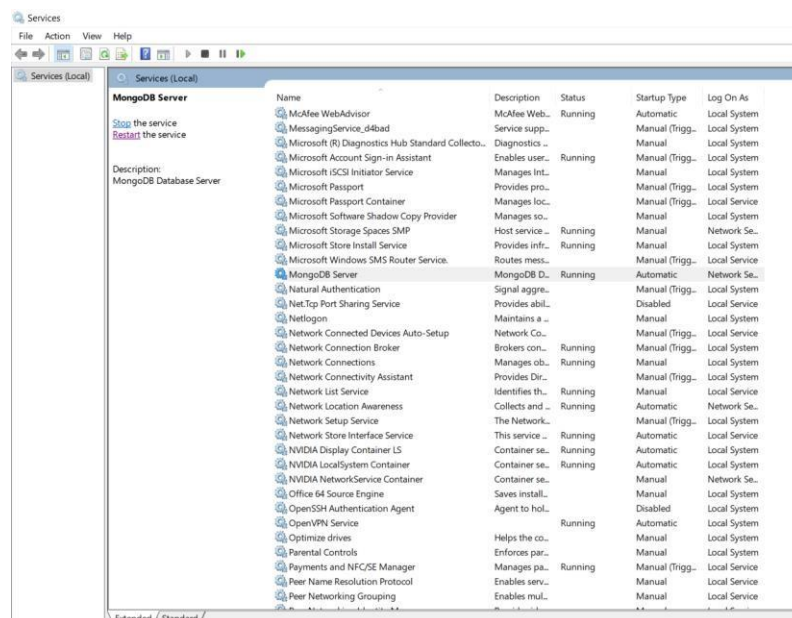 Services
File Action View Help
Services (Local)
Services (Local)
MongoDB Server
Stop the service
Restart the service
Description:
MongoDB Database Server
Name Description Status Startup Type Log On As
McAfee WebAdvisor McAfee Web... Running Automatic Local System
MessagingService_d4bad Service supp... Manual (Trigg... Local System
Microsoft (R) Diagnostics Hub Standard Collecto... Diagnostics ... Manual Local System
Microsoft Account Sign-in Assistant Enables user... Running Manual (Trigg... Local System
Microsoft iSCSI Initiator Service Manages Int... Manual Local System
Microsoft Passport Provides pro... Manual (Trigg... Local System
Microsoft Passport Container Manages loc... Manual (Trigg... Local Service
Microsoft Software Shadow Copy Provider Manages so... Manual Local System
Microsoft Storage Spaces SMP Host service ... Running Manual Network Se...
Microsoft Store Install Service Provides infr... Running Manual Local System
Microsoft Windows SMS Router Service. Routes mess... Manual (Trigg... Local Service
MongoDB Server MongoDB D... Running Automatic Network Se...
Natural Authentication Signal aggre... Manual (Trigg... Local System
Net.Tcp Port Sharing Service Provides abil... Disabled Local Service
Netlogon Maintains a ... Manual Local System
Network Connected Devices Auto-Setup Network Co... Manual (Trigg... Local Service
Network Connection Broker Brokers con... Running Manual (Trigg... Local System
Network Connections Manages ob... Running Manual Local System
Network Connectivity Assistant Provides Dir... Manual (Trigg... Local System
Network List Service Identifies th... Running Manual Local Service
Network Location Awareness Collects and ... Running Automatic Network Se...
Network Setup Service The Network... Manual (Trigg... Local System
Network Store Interface Service This service ... Running Automatic Local Service
NVIDIA Display Container LS Container se... Running Automatic Local System
NVIDIA LocalSystem Container Container se... Running Automatic Local System
NVIDIA NetworkService Container Container se... Manual Network Se...
Office 64 Source Engine Saves install... Manual Local System
OpenSSH Authentication Agent Agent to hol... Disabled Local System
OpenVPN Service Running Automatic Local System
Optimize drives Helps the co... Manual Local System
Parental Controls Enforces par... Manual Local System
Payments and NFC/SE Manager Manages pa... Running Manual (Trigg... Local Service
Peer Name Resolution Protocol Enables serv... Manual Local Service
Peer Networking Grouping Enables mul... Manual Local Service
Extended Standard